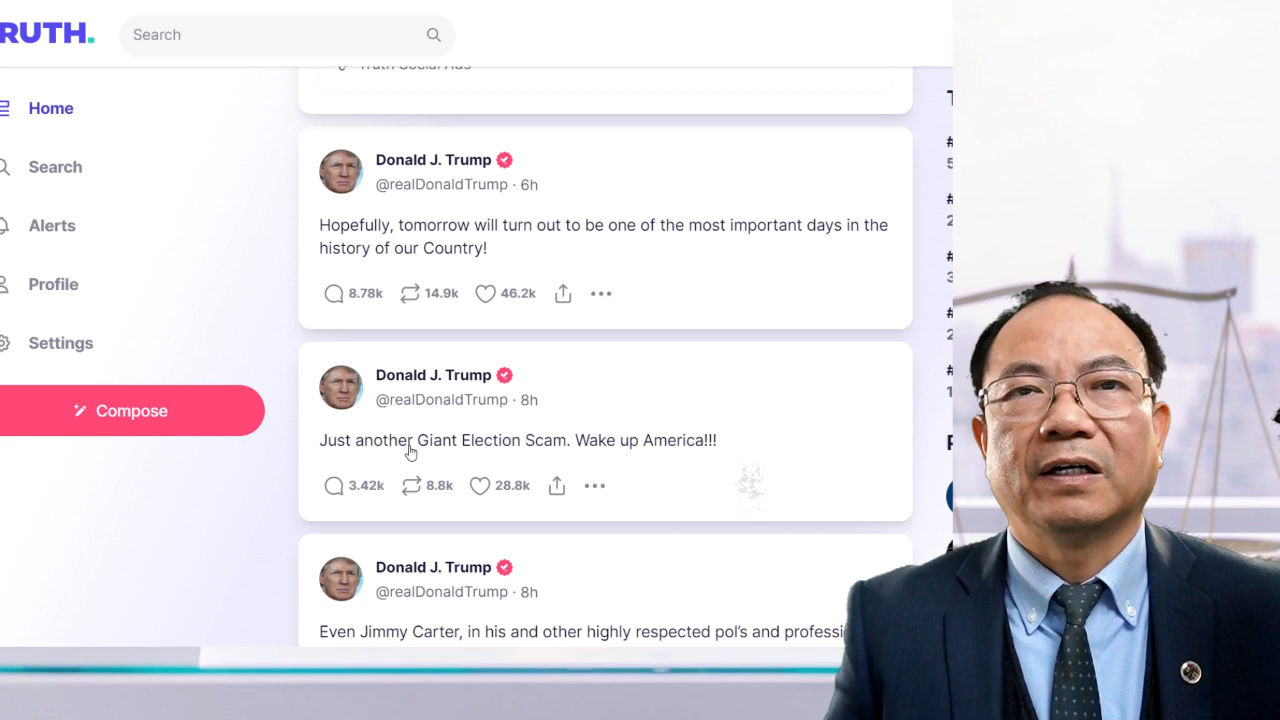 RUTH.
Search
Truth Social Ads
Home
Search
Alerts
Profile
Settings
Compose
Donald J. Trump
@realDonaldTrump · 6h
Hopefully, tomorrow will turn out to be one of the most important days in the
history of our Country!
8.78k 14.9k 46.2k
Donald J. Trump
@realDonaldTrump · 8h
Just another Giant Election Scam. Wake up America!!!
3.42k 8.8k 28.8k
Donald J. Trump
@realDonaldTrump · 8h
Even Jimmy Carter, in his and other highly respected pol's and professi
#
#
#
#
#